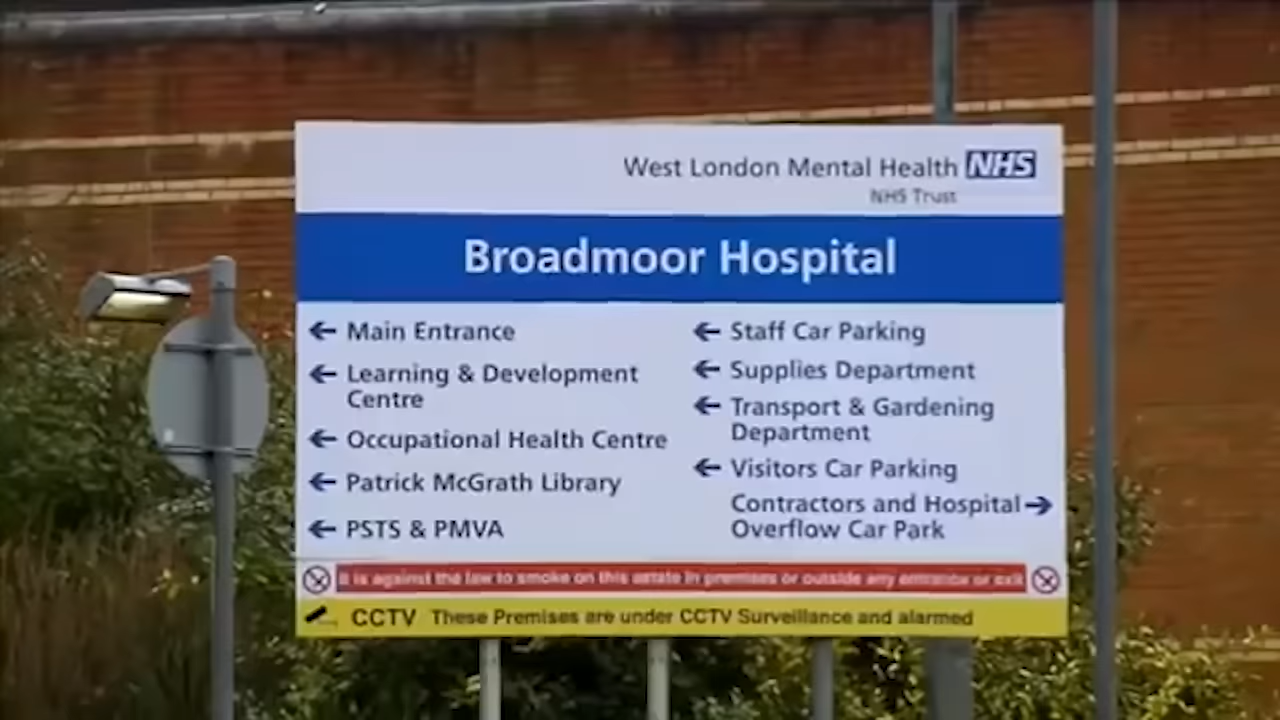 West London Mental Health NHS
NHS Trust
Broadmoor Hospital
Main Entrance
Learning & Development
Centre
Occupational Health Centre
Patrick McGrath Library
PSTS & PMVA
Staff Car Parking
Supplies Department
Transport & Gardening
Department
Visitors Car Parking
Contractors and Hospital
Overflow Car Park
It is against the law to smoke on this estate in premises or outside any entrance or exit
CCTV These Premises are under CCTV Surveillance and alarmed